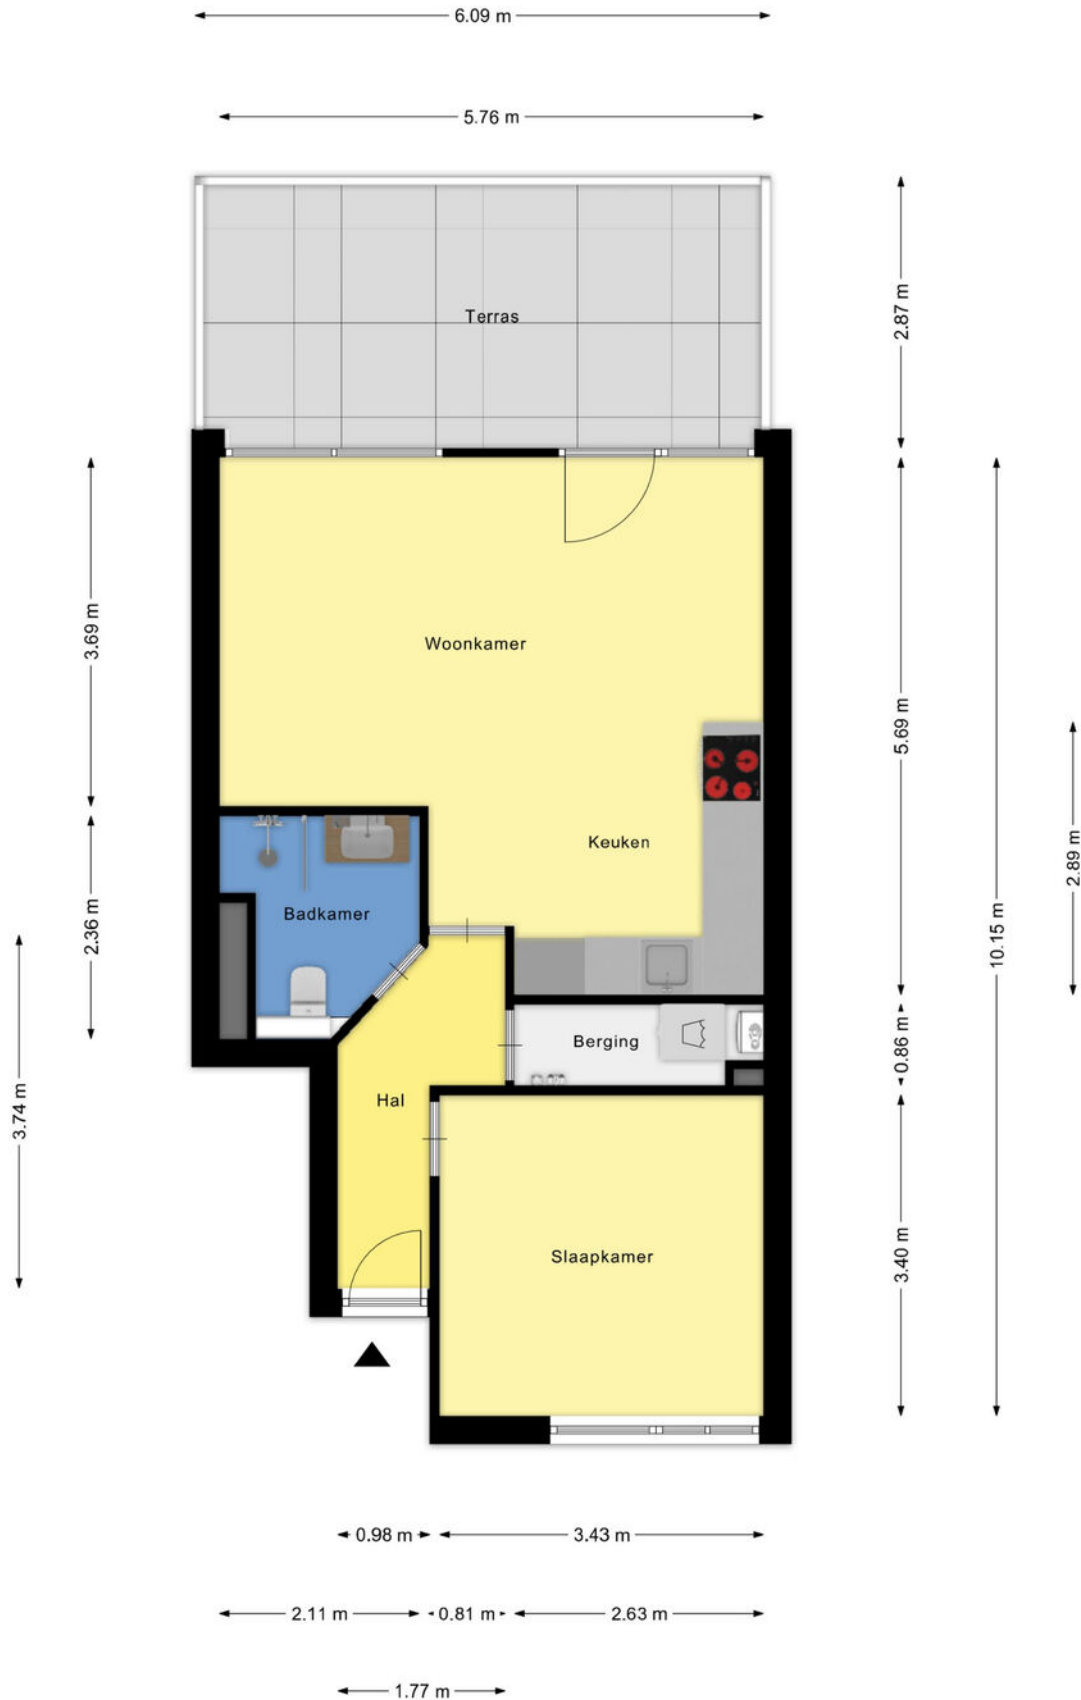 6.09 m
5.76 m
2.87 m
Terras
3.69 m
Woonkamer
5.69 m
2.89 m
Keuken
2.36 m
Badkamer
10.15 m
Berging
0.86 m
3.74 m
Hal
3.40 m
Slaapkamer
0.98 m
3.43 m
2.11 m
0.81 m
2.63 m
1.77 m